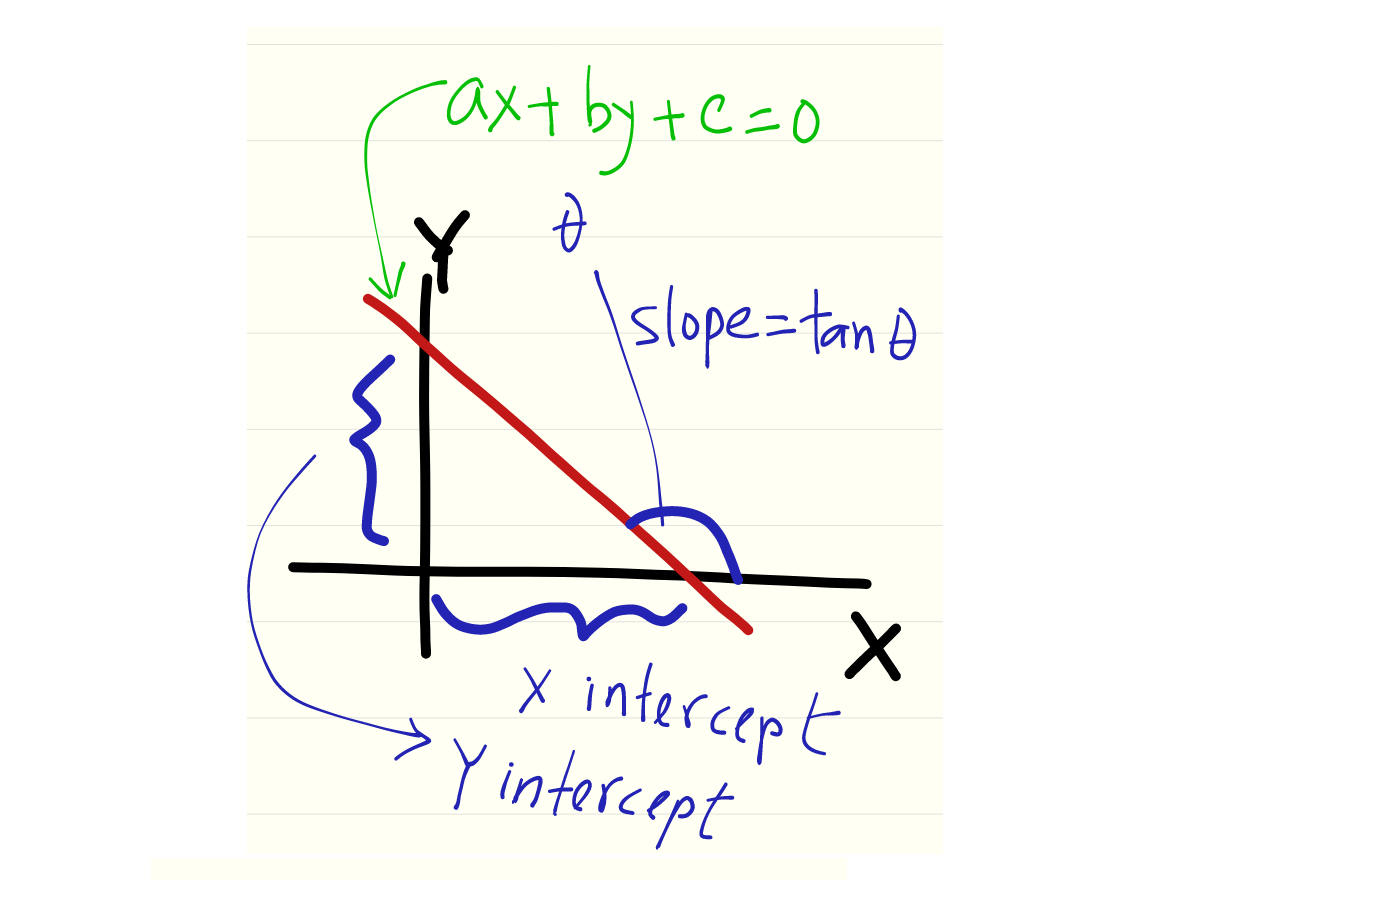 ax+by+c=0
Y
θ
slope=tanθ
X
X intercept
Y intercept